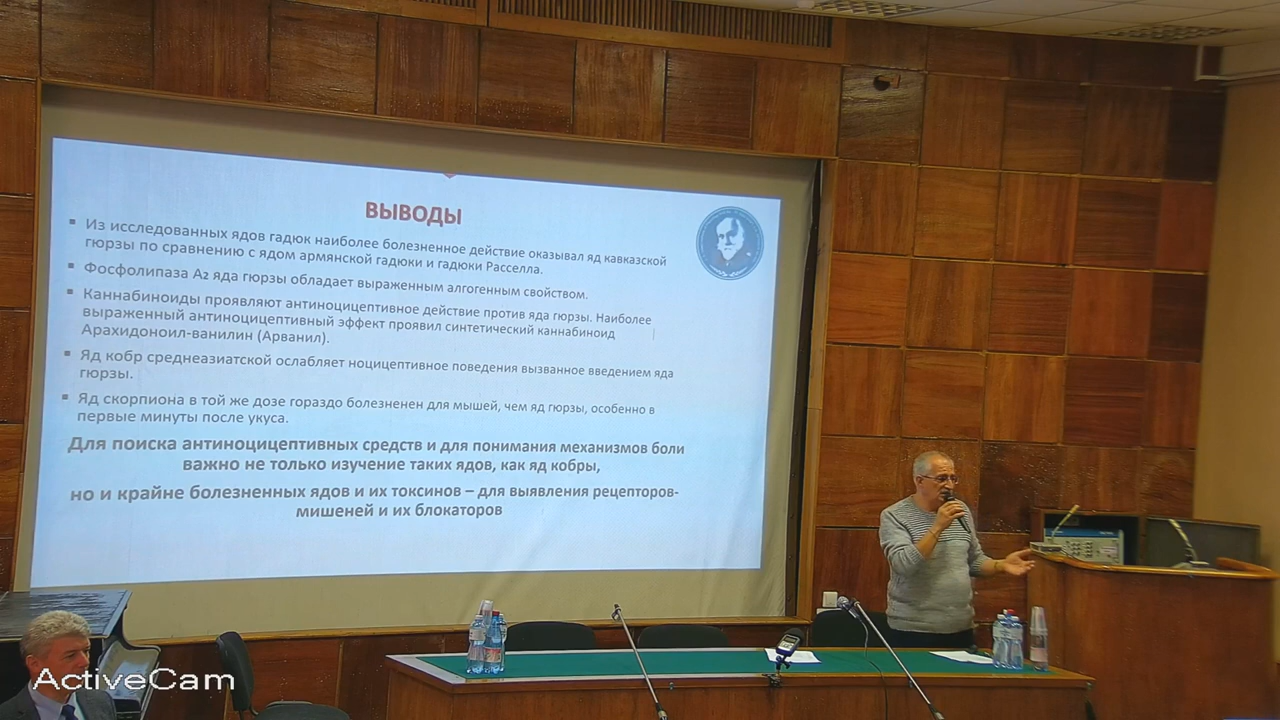 ВЫВОДЫ
▪ Из исследованных ядов гадюк наиболее болезненное действие оказывал яд кавказской
гюрзы по сравнению с ядом армянской гадюки и гадюки Расселла.
▪ Фосфолипаза А2 яда гюрзы обладает выраженным алгогенным свойством.
▪ Каннабиноиды проявляют антиноцицептивное действие против яда гюрзы. Наиболее
выраженный антиноцицептивный эффект проявил синтетический каннабиноид
Арахидоноил-ванилин (Арванил).
▪ Яд кобр среднеазиатской ослабляет ноцицептивное поведения вызванное введением яда
гюрзы.
▪ Яд скорпиона в той же дозе гораздо болезненен для мышей, чем яд гюрзы, особенно в
первые минуты после укуса.
Для поиска антиноцицептивных средств и для понимания механизмов боли
важно не только изучение таких ядов, как яд кобры,
но и крайне болезненных ядов и их токсинов – для выявления рецепторов-
мишеней и их блокаторов
ActiveCam